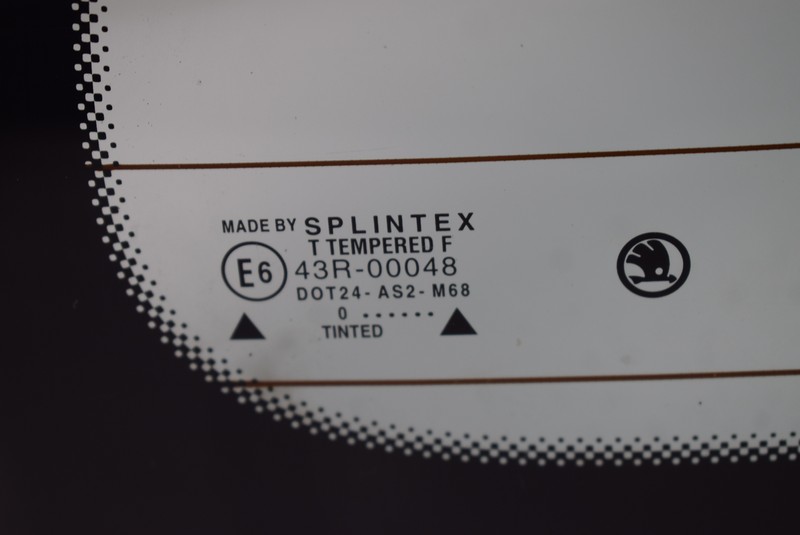 MADE BY SPLINTEX
T TEMPERED F
E6 43R-00048
DOT24-AS2-M68
0 ......
TINTED